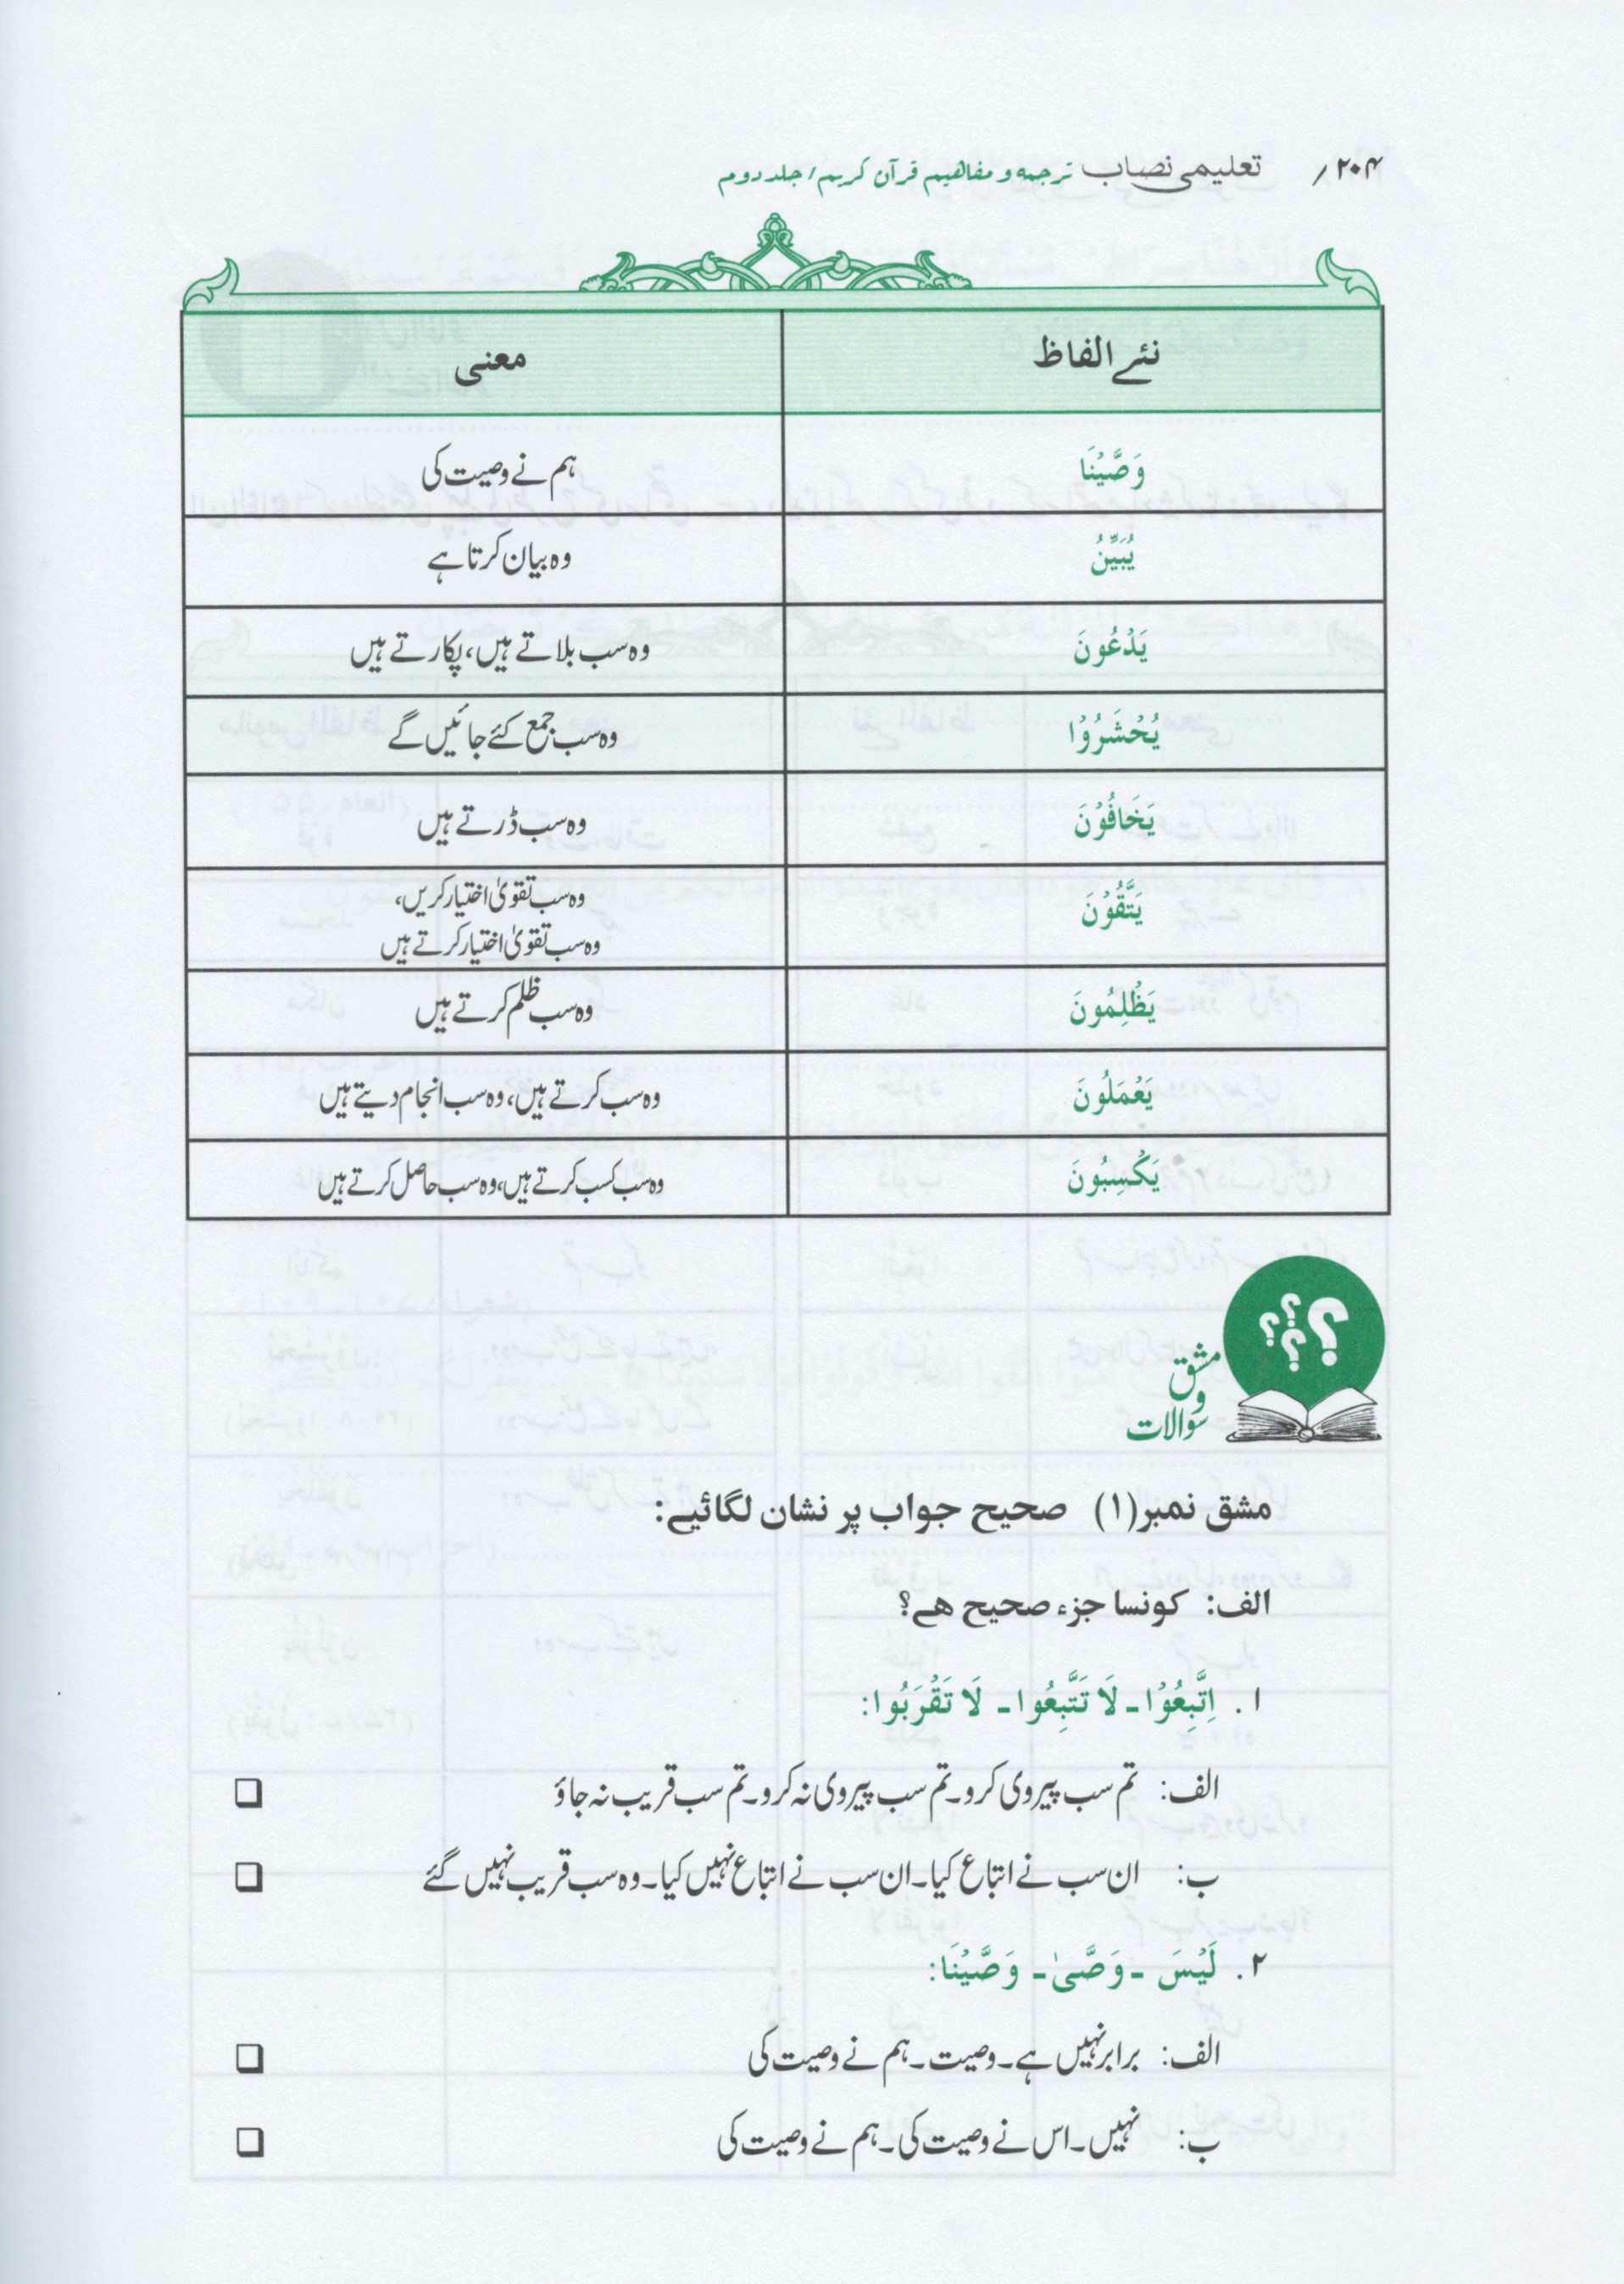 ۲۰۴/ تعلیمی نصاب ترجمه و مفاهیم قرآن کریم/ جلد دوم
نئے الفاظ معنی
وَصَّيْنَا ہم نے وصیت کی
يُبَيِّنُ وہ بیان کرتا ہے
يَدْعُونَ وہ سب بلاتے ہیں، پکارتے ہیں
يُحْشَرُوْا وہ سب جمع کئے جائیں گے
يَخَافُوْنَ وہ سب ڈرتے ہیں
يَتَّقُوْنَ وہ سب تقویٰ اختیار کریں،
وہ سب تقویٰ اختیار کرتے ہیں
يَظْلِمُونَ وہ سب ظلم کرتے ہیں
يَعْمَلُونَ وہ سب کرتے ہیں، وہ سب انجام دیتے ہیں
يَكْسِبُونَ وہ سب کسب کرتے ہیں، وہ سب حاصل کرتے ہیں
؟؟؟؟
مشق
و
سوالات
مشق نمبر(۱) صحیح جواب پر نشان لگائیے:
الف: کونسا جزء صحیح ھے؟
۱. اِتَّبِعُوْا ـ لَا تَتَّبِعُوا ـ لَا تَقْرَبُوا:
الف: تم سب پیروی کرو۔ تم سب پیروی نہ کرو۔ تم سب قریب نہ جاؤ ❑
ب: ان سب نے اتباع کیا۔ ان سب نے اتباع نہیں کیا۔ وہ سب قریب نہیں گئے ❑
۲. لَيْسَ ـ وَصَّىٰ ـ وَصَّيْنَا:
الف: برابر نہیں ہے۔ وصیت۔ ہم نے وصیت کی ❑
ب: نہیں۔ اس نے وصیت کی۔ ہم نے وصیت کی ❑